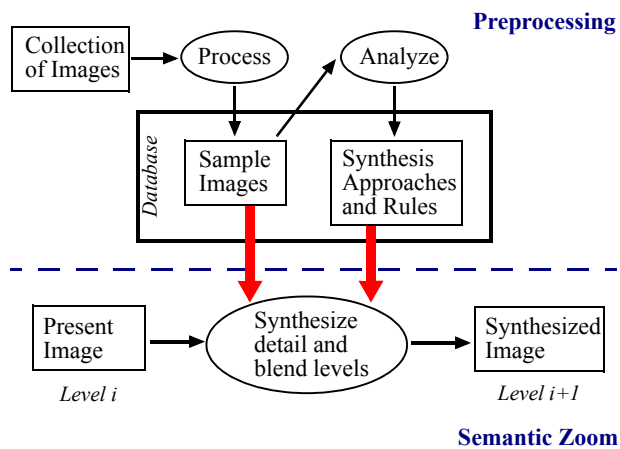 Preprocessing
Collection
of Images
Process
Analyze
Database
Sample
Images
Synthesis
Approaches
and Rules
Present
Image
Level i
Synthesize
detail and
blend levels
Synthesized
Image
Level i+1
Semantic Zoom